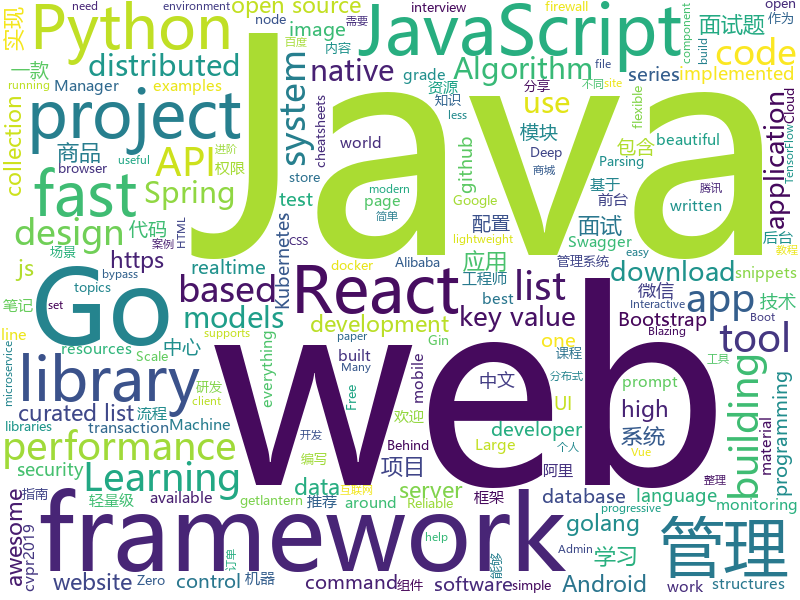 need
environment
Python
open source
JavaScript
interview
node
需要
百度
image
内容
firewall
component
open
作为
实现
面试题
build
file
code
一款
distributed
native
Algorithm
资源
分享
不同
site
series
implemented
Manager
grade
知识
less
running
examples
collection
project
system
cheatsheets
use
模块
包含
flexible
beautiful
TensorFlow
Cloud
商品
API
进阶
权限
useful
world
Deep
商城
Parsing
application
browser
store
modern
github
Google
基于
前台
fast
Spring
test
page
简单
面试
written
HTML
CSS
Java
design
代码
配置
Swagger
后台
场景
案例
https
Kubernetes
docker
lightweight
应用
管理系统
easy
教程
js
realtime
Alibaba
工程师
download
snippets
bypass
Go
React
list
微信
技术
笔记
set
based
best
Interactive
Boot
topics
models
key value
app
line
development
Bootstrap
Blazing
tool
resources
Scale
中心
supports
paper
Gin
one
课程
microservice
library
everything
built
mobile
中文
分布式
工具
web
研发
client
Many
prompt
building
libraries
curated list
流程
Free
欢迎
UI
high
material
programming
transaction
Machine
开发
Behind
developer
系统
Vue
performance
编写
Large
个人
security
项目
阿里
整理
awesome
cvpr2019
指南
Learning
data
server
database
language
monitoring
轻量级
available
推荐
around
框架
getlantern
互联网
Reliable
golang
管理
framework
订单
progressive
学习
help
能够
Admin
website
Zero
control
机器
command
组件
software
simple
Android
work
structures